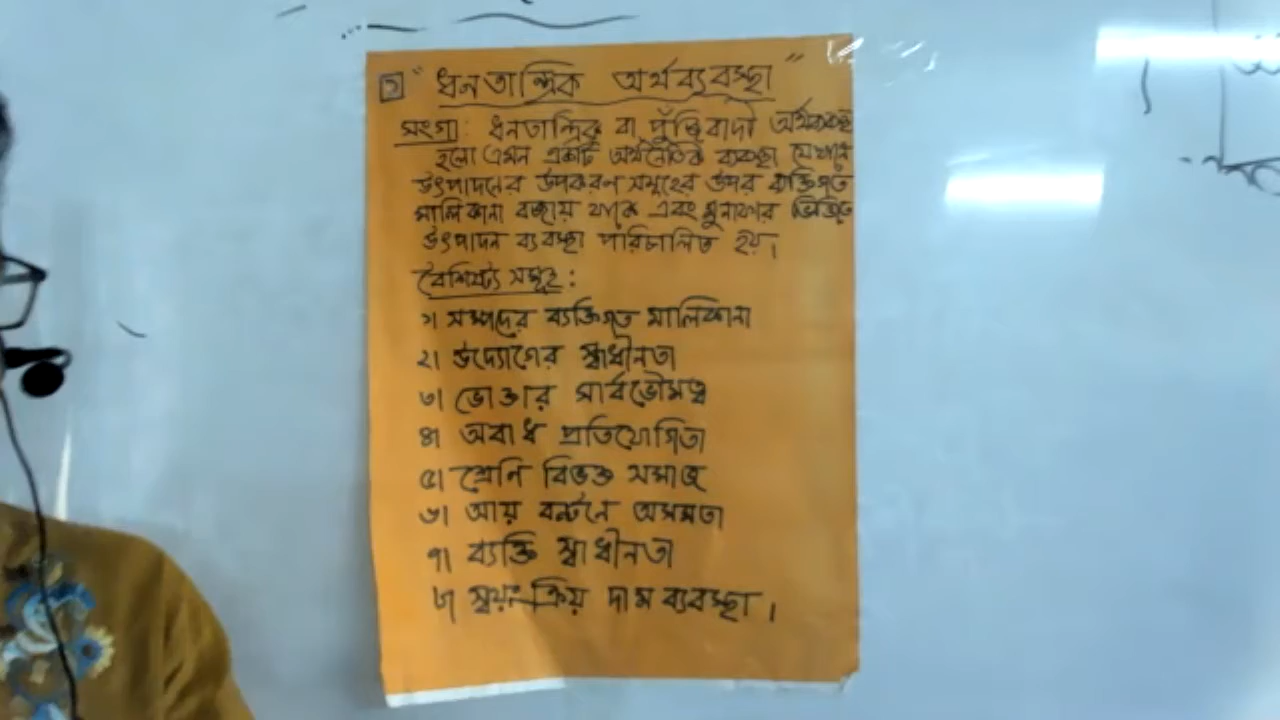 ১ "ধনতান্ত্রিক অর্থব্যবস্থা"
সংগা: ধনতান্ত্রিক বা পুঁজিবাদী অর্থব্যবস্থা
হলো এমন একটি অর্থনৈতিক ব্যবস্থা যেখানে
উৎপাদনের উপকরণ সমূহের উপর ব্যক্তিগত
মালিকানা বজায় থাকে এবং মুনাফার ভিত্তিতে
উৎপাদন ব্যবস্থা পরিচালিত হয়।
বৈশিষ্ট্য সমূহ:
১। সম্পদের ব্যক্তিগত মালিকানা
২। উদ্যোগের স্বাধীনতা
৩। ভোক্তার সার্বভৌমত্ব
৪। অবাধ প্রতিযোগিতা
৫। শ্রেণি বিভক্ত সমাজ
৬। আয় বন্টনে অসমতা
৭। ব্যক্তি স্বাধীনতা
৮। স্বয়ংক্রিয় দাম ব্যবস্থা।